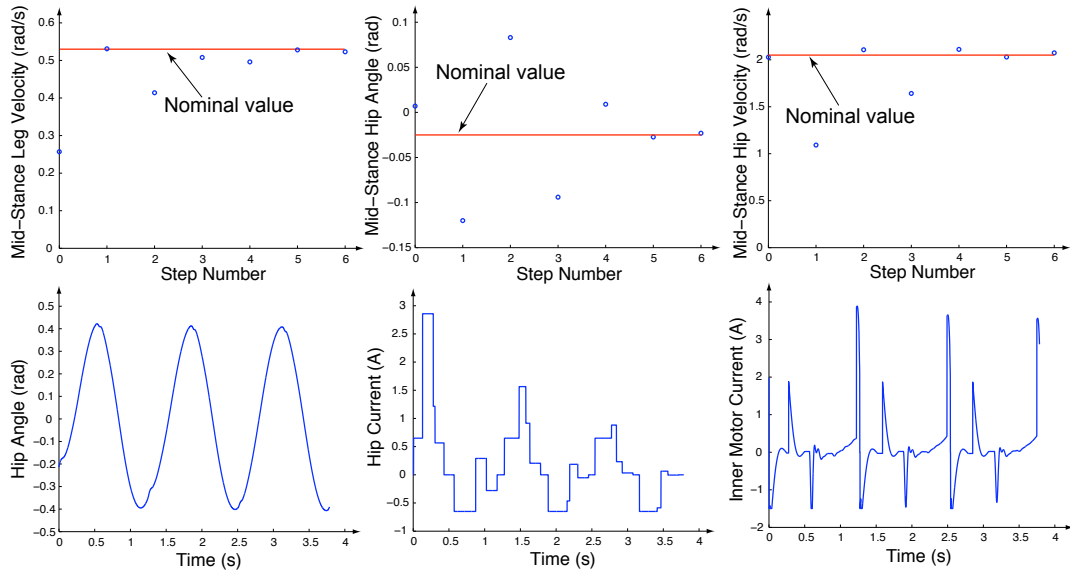 Mid−Stance Leg Velocity (rad/s)
0.6
0.5
0.4
0.3
0.2
0.1
0
0 1 2 3 4 5 6
Step Number
Nominal value
Mid−Stance Hip Angle (rad)
0.1
0.05
0
−0.05
−0.1
−0.15
0 1 2 3 4 5 6
Step Number
Nominal value
Mid−Stance Hip Velocity (rad/s)
2
1.5
1
0.5
0
0 1 2 3 4 5 6
Step Number
Nominal value
Hip Angle (rad)
0.5
0.4
0.3
0.2
0.1
0
−0.1
−0.2
−0.3
−0.4
−0.5
0 0.5 1 1.5 2 2.5 3 3.5 4
Time (s)
Hip Current (A)
3
2.5
2
1.5
1
0.5
0
−0.5
−1
0 0.5 1 1.5 2 2.5 3 3.5 4
Time (s)
Inner Motor Current (A)
4
3
2
1
0
−1
−2
0 0.5 1 1.5 2 2.5 3 3.5 4
Time (s)